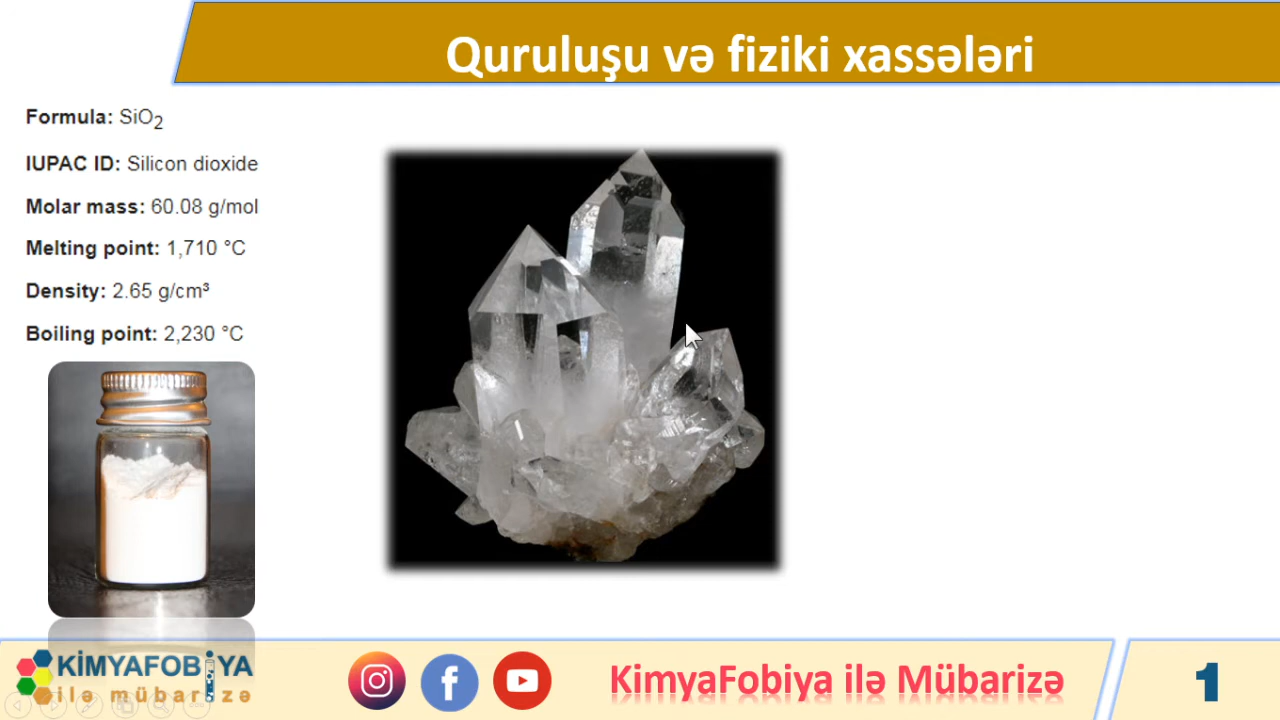 Quruluşu və fiziki xassələri
Formula: SiO₂
IUPAC ID: Silicon dioxide
Molar mass: 60.08 g/mol
Melting point: 1,710 °C
Density: 2.65 g/cm³
Boiling point: 2,230 °C
KİMYAFOBİYA
ilə mübarizə
KimyaFobiya ilə Mübarizə
1